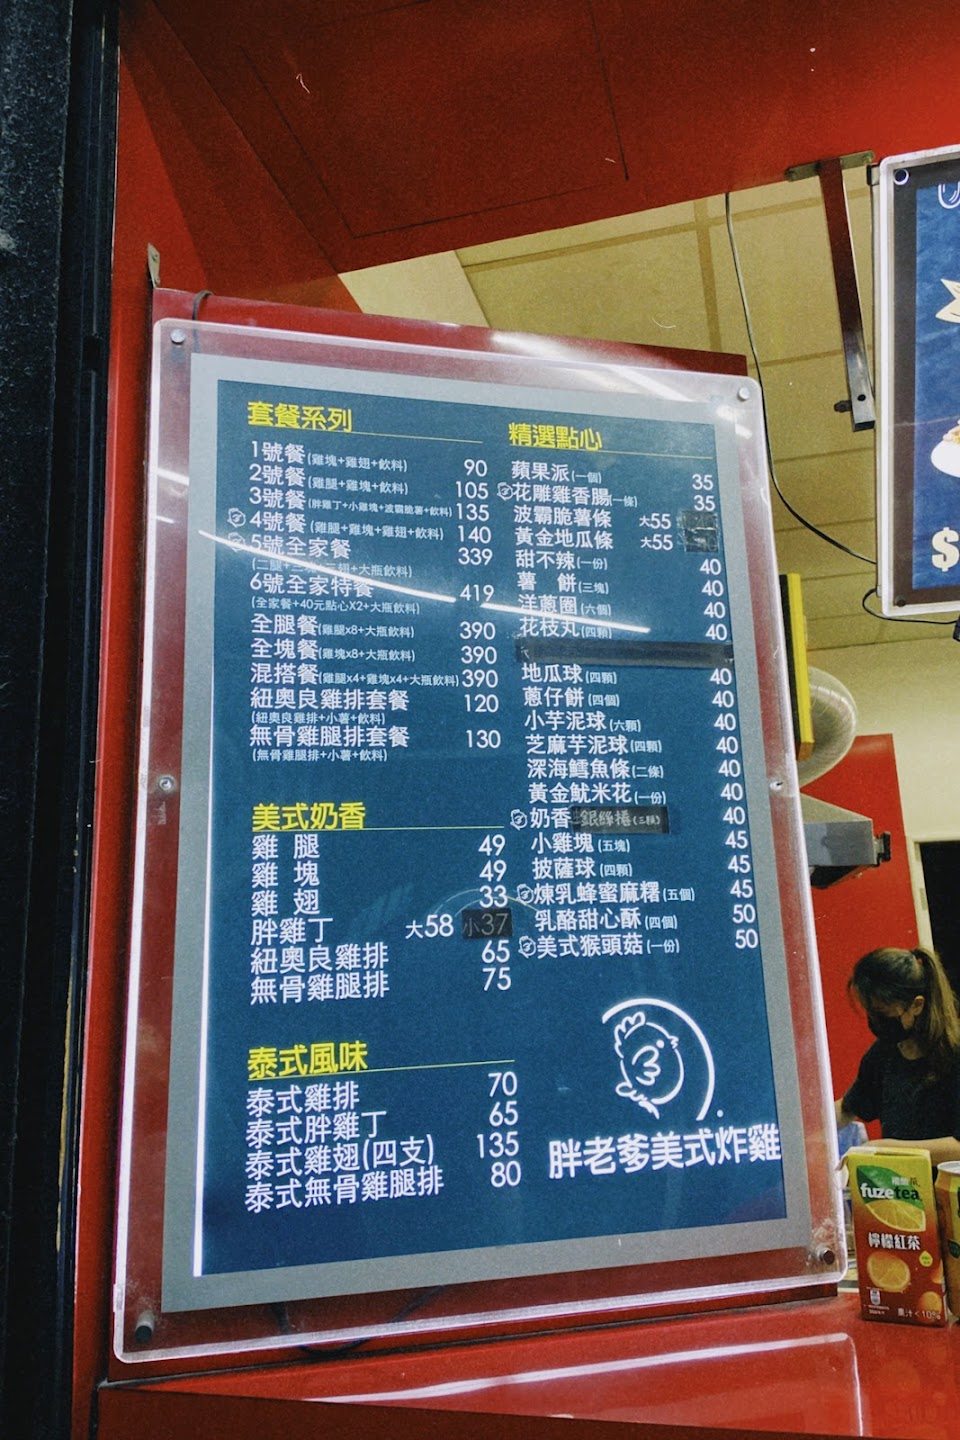 套餐系列
1號餐(雞塊+雞翅+飲料) 90
2號餐(雞腿+雞塊+飲料) 105
3號餐(胖雞丁+小雞塊+波霸脆薯+飲料) 135
4號餐(雞腿+雞塊+雞翅+飲料) 140
5號全家餐 339
(二腿+三 翅+大瓶飲料)
6號全家特餐 419
(全家餐+40元點心X2+大瓶飲料)
全腿餐(雞腿x8+大瓶飲料) 390
全塊餐(雞塊x8+大瓶飲料) 390
混搭餐(雞腿x4+雞塊x4+大瓶飲料) 390
紐奧良雞排套餐 120
(紐奧良雞排+小薯+飲料)
無骨雞腿排套餐 130
(無骨雞腿排+小薯+飲料)
美式奶香
雞腿 49
雞塊 49
雞翅 33
胖雞丁 大58 小37
紐奧良雞排 65
無骨雞腿排 75
泰式風味
泰式雞排 70
泰式胖雞丁 65
泰式雞翅(四支) 135
泰式無骨雞腿排 80
精選點心
蘋果派(一個) 35
花雕雞香腸(一條) 35
波霸脆薯條 大55
黃金地瓜條 大55
甜不辣(一份) 40
薯餅(三塊) 40
洋蔥圈(六個) 40
花枝丸(四顆) 40
地瓜球(四顆) 40
蔥仔餅(四個) 40
小芋泥球(六顆) 40
芝麻芋泥球(四顆) 40
深海鱈魚條(二條) 40
黃金魷米花(一份) 40
奶香銀絲捲(三顆) 40
小雞塊(五塊) 45
披薩球(四顆) 45
煉乳蜂蜜麻糬(五個) 45
乳酪甜心酥(四個) 50
美式猴頭菇(一份) 50
胖老爹美式炸雞
$
fuzetea
檸檬紅茶
果汁<10%